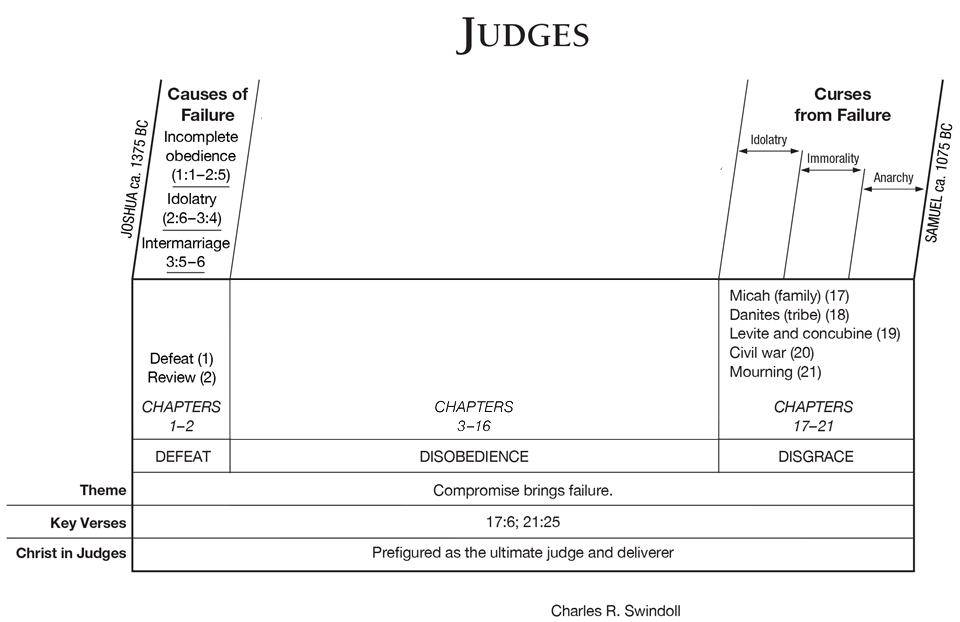 JUDGES
JOSHUA ca. 1375 BC
Causes of
Failure
Incomplete
obedience
(1:1–2:5)
Idolatry
(2:6–3:4)
Intermarriage
3:5–6
Curses
from Failure
Idolatry
Immorality
Anarchy
SAMUEL ca. 1075 BC
Defeat (1)
Review (2)
CHAPTERS
1–2
CHAPTERS
3–16
Micah (family) (17)
Danites (tribe) (18)
Levite and concubine (19)
Civil war (20)
Mourning (21)
CHAPTERS
17–21
DEFEAT
DISOBEDIENCE
DISGRACE
Theme
Compromise brings failure.
Key Verses
17:6; 21:25
Christ in Judges
Prefigured as the ultimate judge and deliverer
Charles R. Swindoll